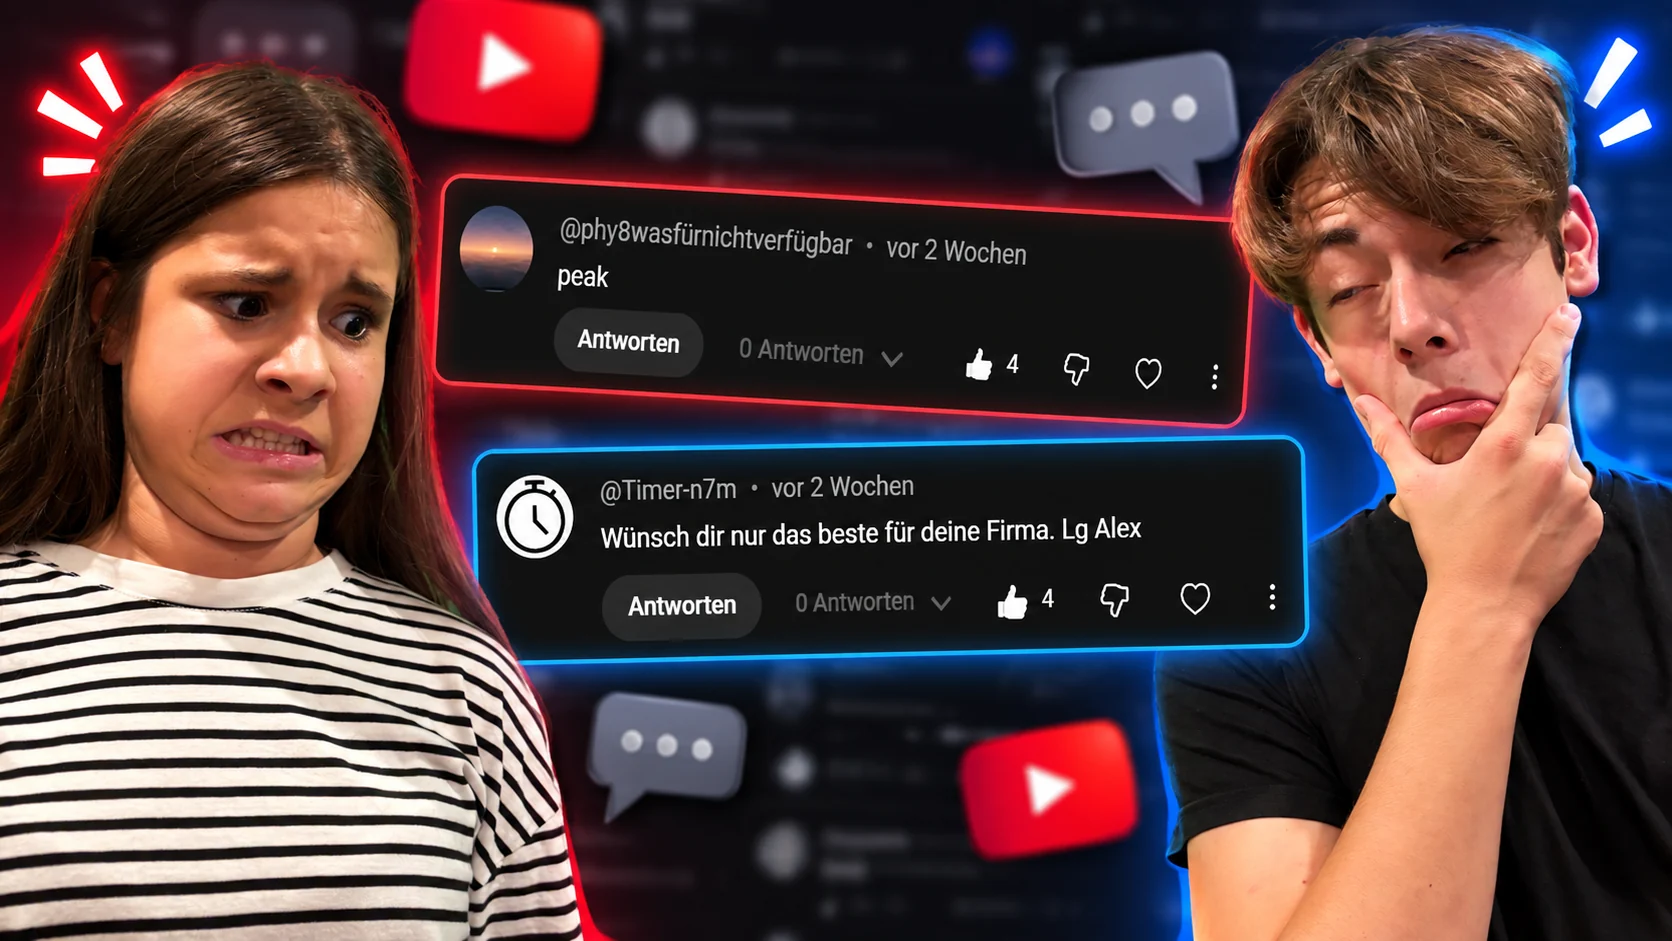 @phy8wasfürnichtverfügbar • vor 2 Wochen
peak
Antworten 0 Antworten 4
@Timer-n7m • vor 2 Wochen
Wünsch dir nur das beste für deine Firma. Lg Alex
Antworten 0 Antworten 4